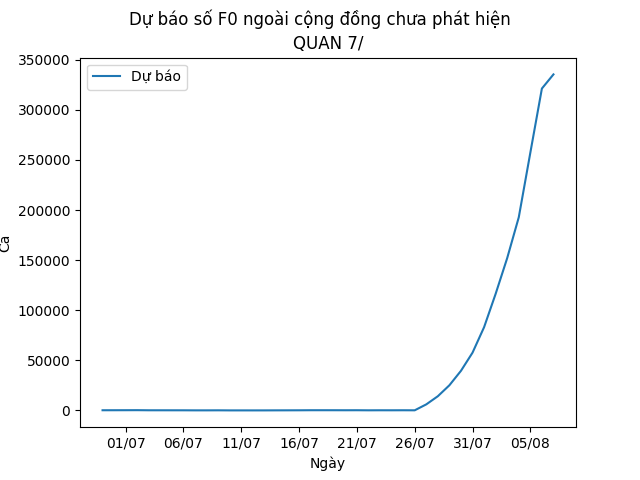 Dự báo số F0 ngoài cộng đồng chưa phát hiện
QUAN 7/
350000
300000
250000
200000
150000
100000
50000
0
Ca
Dự báo
01/07 06/07 11/07 16/07 21/07 26/07 31/07 05/08
Ngày